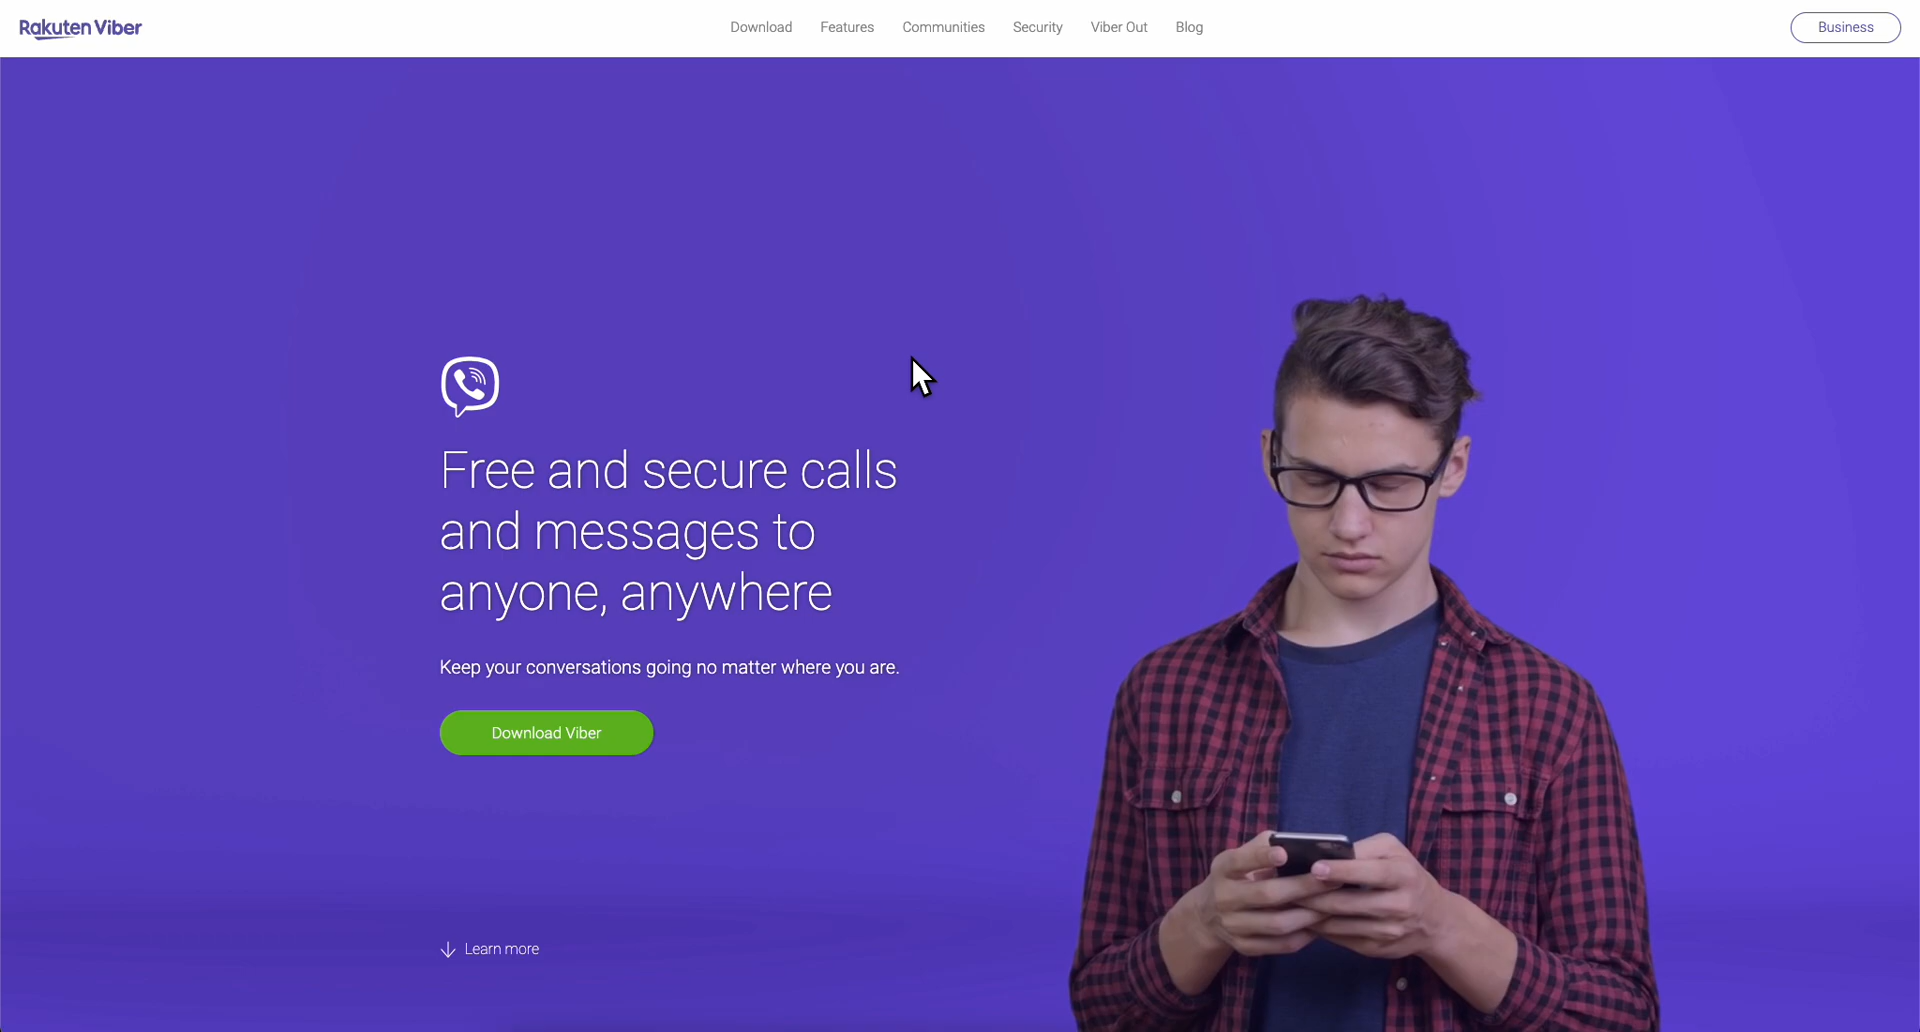 Rakuten Viber
Download
Features
Communities
Security
Viber Out
Blog
Business
Free and secure calls
and messages to
anyone, anywhere
Keep your conversations going no matter where you are.
Download Viber
Learn more